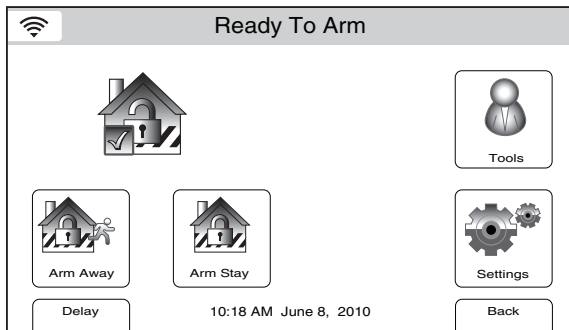 Ready To Arm
Tools
Arm Away
Arm Stay
Settings
Delay
10:18 AM June 8, 2010
Back